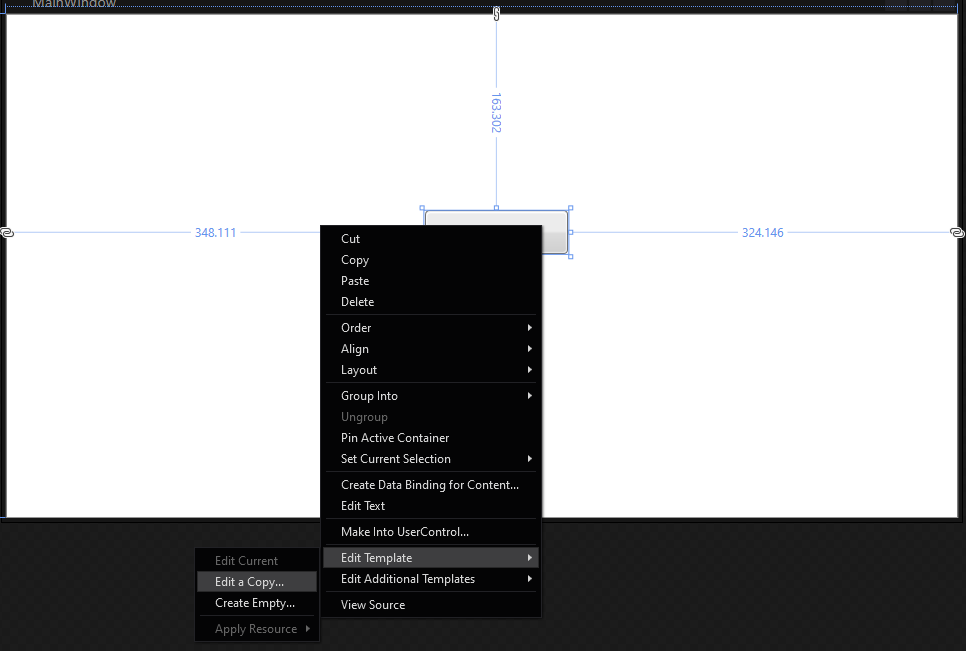 MainWindow
163.302
348.111
324.146
Cut
Copy
Paste
Delete
Order
Align
Layout
Group Into
Ungroup
Pin Active Container
Set Current Selection
Create Data Binding for Content...
Edit Text
Make Into UserControl...
Edit Template
Edit Additional Templates
View Source
Edit Current
Edit a Copy...
Create Empty...
Apply Resource